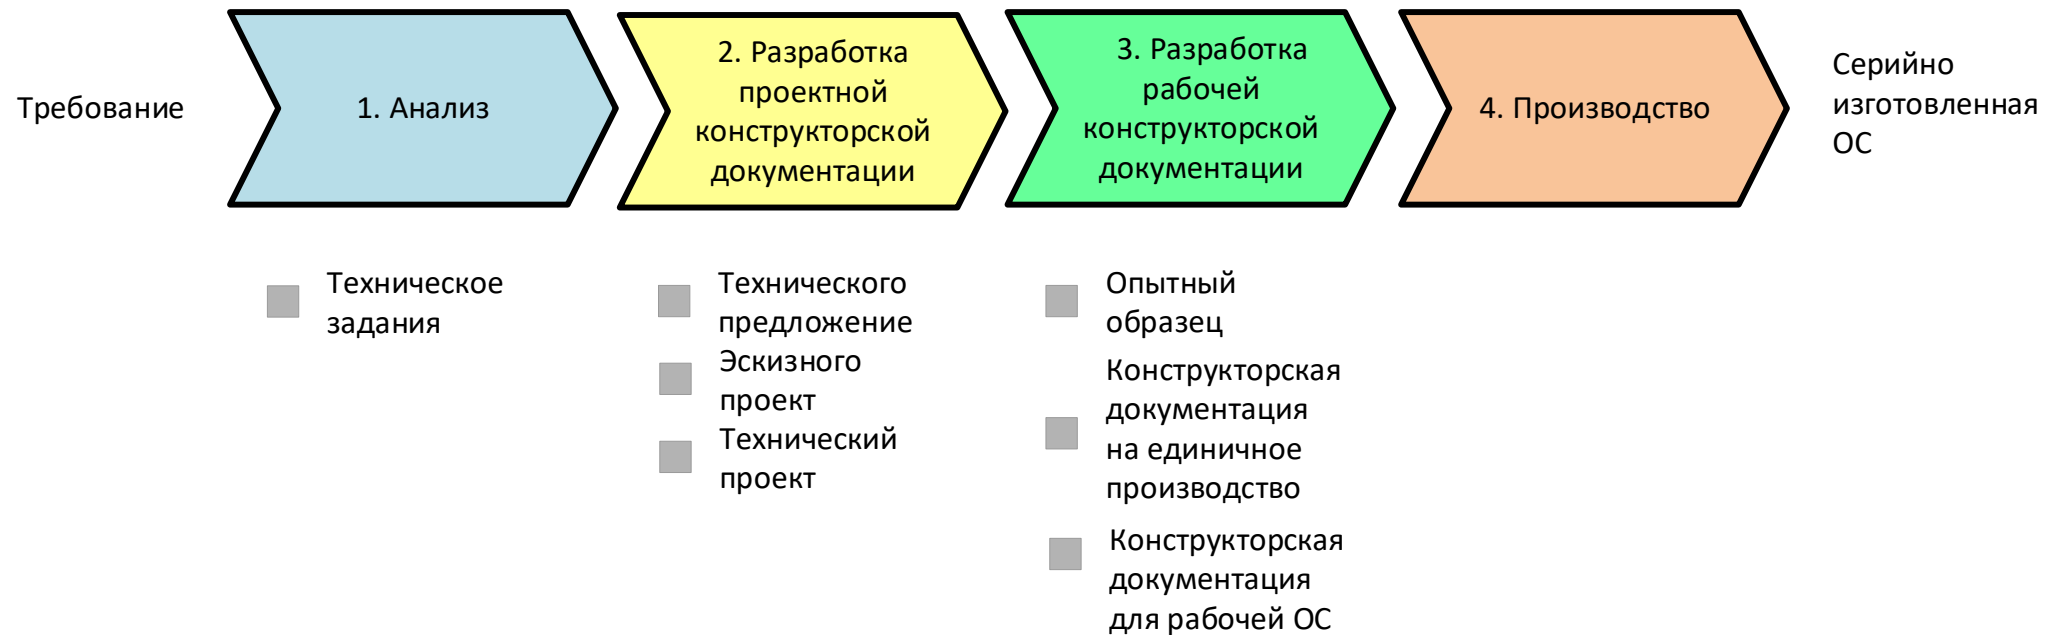 Требование
1. Анализ
2. Разработка
проектной
конструкторской
документации
3. Разработка
рабочей
конструкторской
документации
4. Производство
Серийно
изготовленная
ОС
Техническое
задания
Технического
предложение
Эскизного
проект
Технический
проект
Опытный
образец
Конструкторская
документация
на единичное
производство
Конструкторская
документация
для рабочей ОС